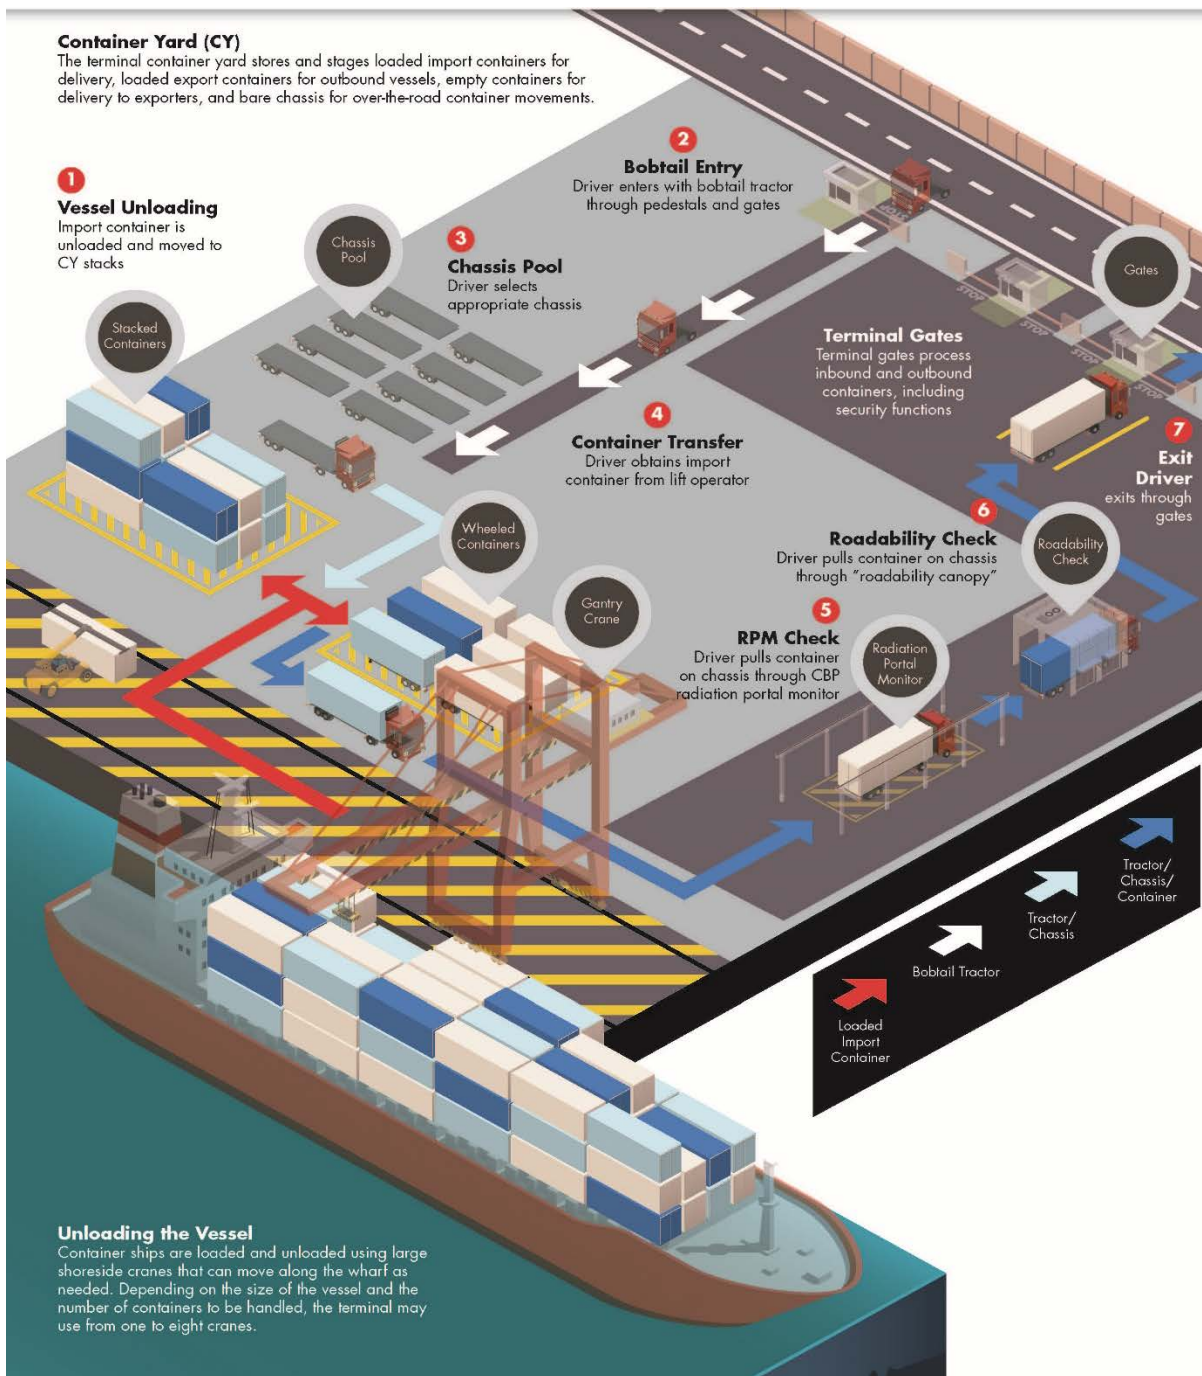 Container Yard (CY)
The terminal container yard stores and stages loaded import containers for
delivery, loaded export containers for outbound vessels, empty containers for
delivery to exporters, and bare chassis for over-the-road container movements.
1
Vessel Unloading
Import container is
unloaded and moved to
CY stacks
2
Bobtail Entry
Driver enters with bobtail tractor
through pedestals and gates
Chassis
Pool
3
Chassis Pool
Driver selects
appropriate chassis
STOP
Gates
STOP
STOP
STOP
STOP
Stacked
Containers
Terminal Gates
Terminal gates process
inbound and outbound
containers, including
security functions
4
Container Transfer
Driver obtains import
container from lift operator
7
Exit
Driver
exits through
gates
Wheeled
Containers
6
Roadability Check
Driver pulls container on chassis
through "roadability canopy"
Roadability
Check
Gantry
Crane
5
RPM Check
Driver pulls container
on chassis through CBP
radiation portal monitor
Radiation
Portal
Monitor
Tractor/
Chassis/
Container
Tractor/
Chassis
Bobtail Tractor
Loaded
Import
Container
Unloading the Vessel
Container ships are loaded and unloaded using large
shoreside cranes that can move along the wharf as
needed. Depending on the size of the vessel and the
number of containers to be handled, the terminal may
use from one to eight cranes.